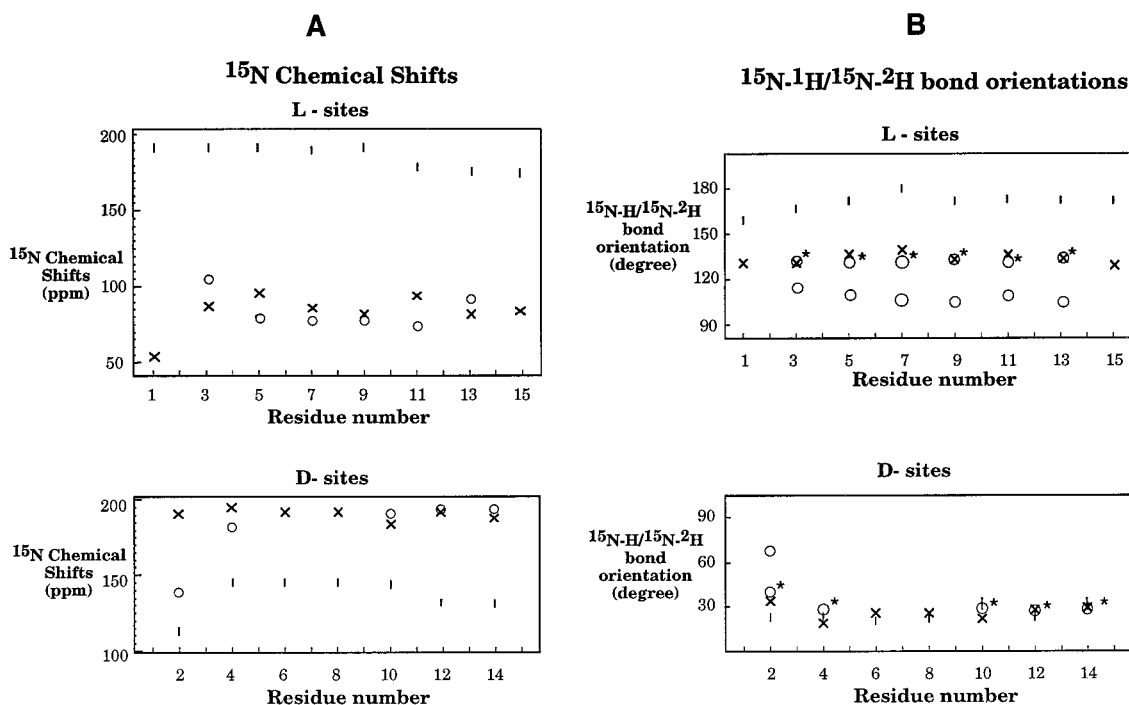 A
15N Chemical Shifts
L - sites
200
150
100
50
15N Chemical
Shifts
(ppm)
1 3 5 7 9 11 13 15
Residue number
D- sites
200
150
100
15N Chemical
Shifts
(ppm)
2 4 6 8 10 12 14
Residue number
B
15N-1H/15N-2H bond orientations
L - sites
180
150
120
90
15N-H/15N-2H
bond
orientation
(degree)
1 3 5 7 9 11 13 15
Residue number
D- sites
90
60
30
15N-H/15N-2H
bond
orientation
(degree)
2 4 6 8 10 12 14
Residue number